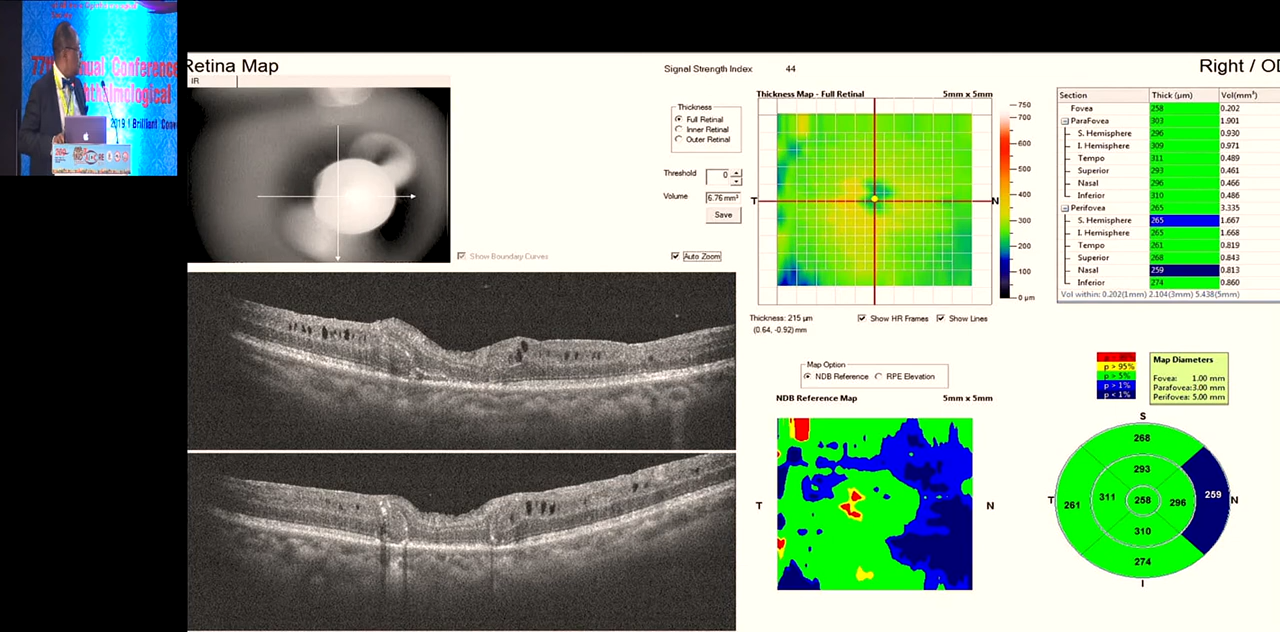 77th Annual Conference
Ophthalmological
2019 I Brilliant
Retina Map
Signal Strength Index 44
Right / OD
IR
Thickness
Full Retinal
Inner Retinal
Outer Retinal
Threshold 0
Volume 6.76 mm³
Save
Show Boundary Curves
Auto Zoom
Thickness Map - Full Retinal 5mm x 5mm
T
N
750
700
600
500
400
300
200
100
0 µm
Thickness: 215 µm
(0.64, -0.92) mm
Show HR Frames
Show Lines
Section Thick (µm) Vol(mm³)
Fovea 258 0.202
ParaFovea 303 1.901
S. Hemisphere 296 0.930
I. Hemisphere 309 0.971
Tempo 311 0.489
Superior 293 0.461
Nasal 296 0.466
Inferior 310 0.486
Perifovea 265 3.335
S. Hemisphere 265 1.667
I. Hemisphere 265 1.668
Tempo 261 0.819
Superior 268 0.843
Nasal 259 0.813
Inferior 274 0.860
Vol within: 0.202(1mm) 2.104(3mm) 5.438(5mm)
Map Option
NDB Reference
RPE Elevation
NDB Reference Map 5mm x 5mm
T
N
p > 95%
p > 5%
p > 1%
p < 1%
Map Diameters
Fovea: 1.00 mm
Parafovea: 3.00 mm
Perifovea: 5.00 mm
S
268
293
T 261 311 258 296 259 N
310
274
I